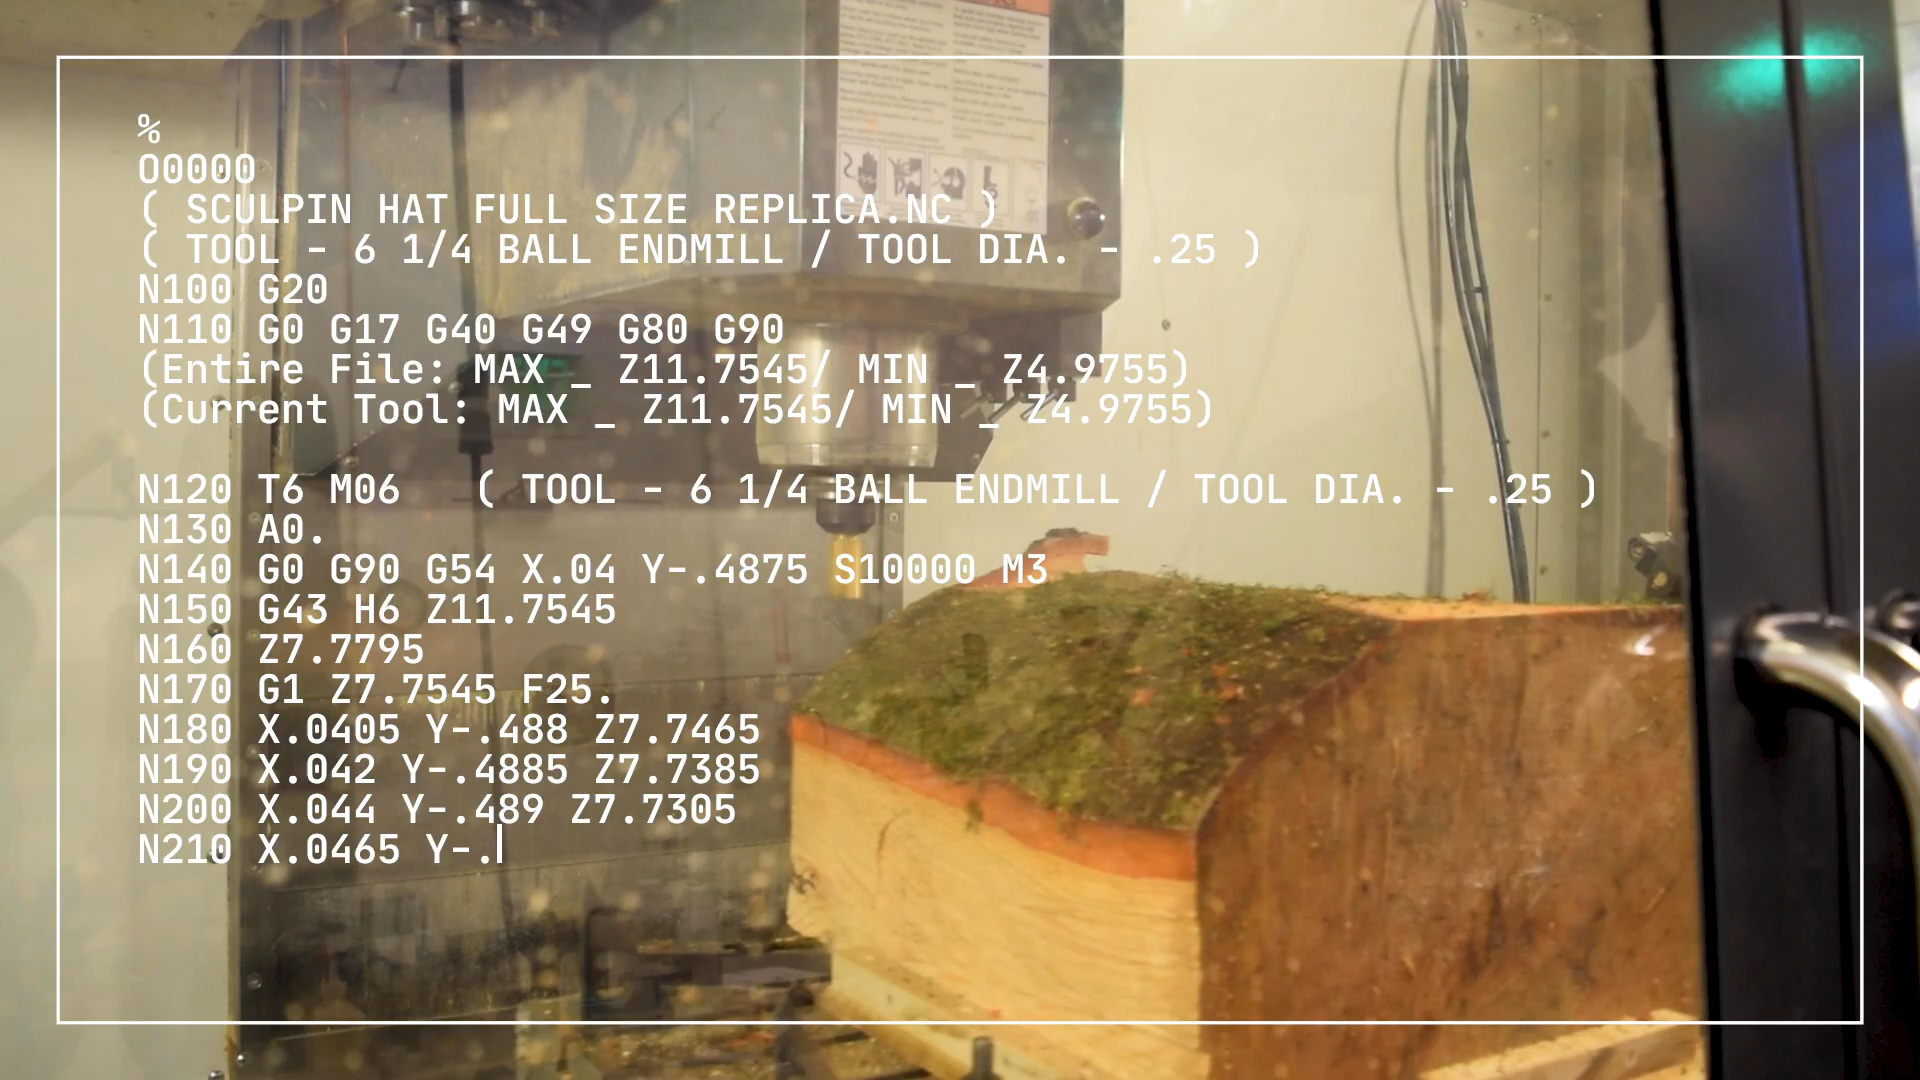 %
O0000
( SCULPIN HAT FULL SIZE REPLICA.NC )
( TOOL - 6 1/4 BALL ENDMILL / TOOL DIA. - .25 )
N100 G20
N110 G0 G17 G40 G49 G80 G90
(Entire File: MAX _ Z11.7545/ MIN _ Z4.9755)
(Current Tool: MAX _ Z11.7545/ MIN _ Z4.9755)
N120 T6 M06 ( TOOL - 6 1/4 BALL ENDMILL / TOOL DIA. - .25 )
N130 A0.
N140 G0 G90 G54 X.04 Y-.4875 S10000 M3
N150 G43 H6 Z11.7545
N160 Z7.7795
N170 G1 Z7.7545 F25.
N180 X.0405 Y-.488 Z7.7465
N190 X.042 Y-.4885 Z7.7385
N200 X.044 Y-.489 Z7.7305
N210 X.0465 Y-.